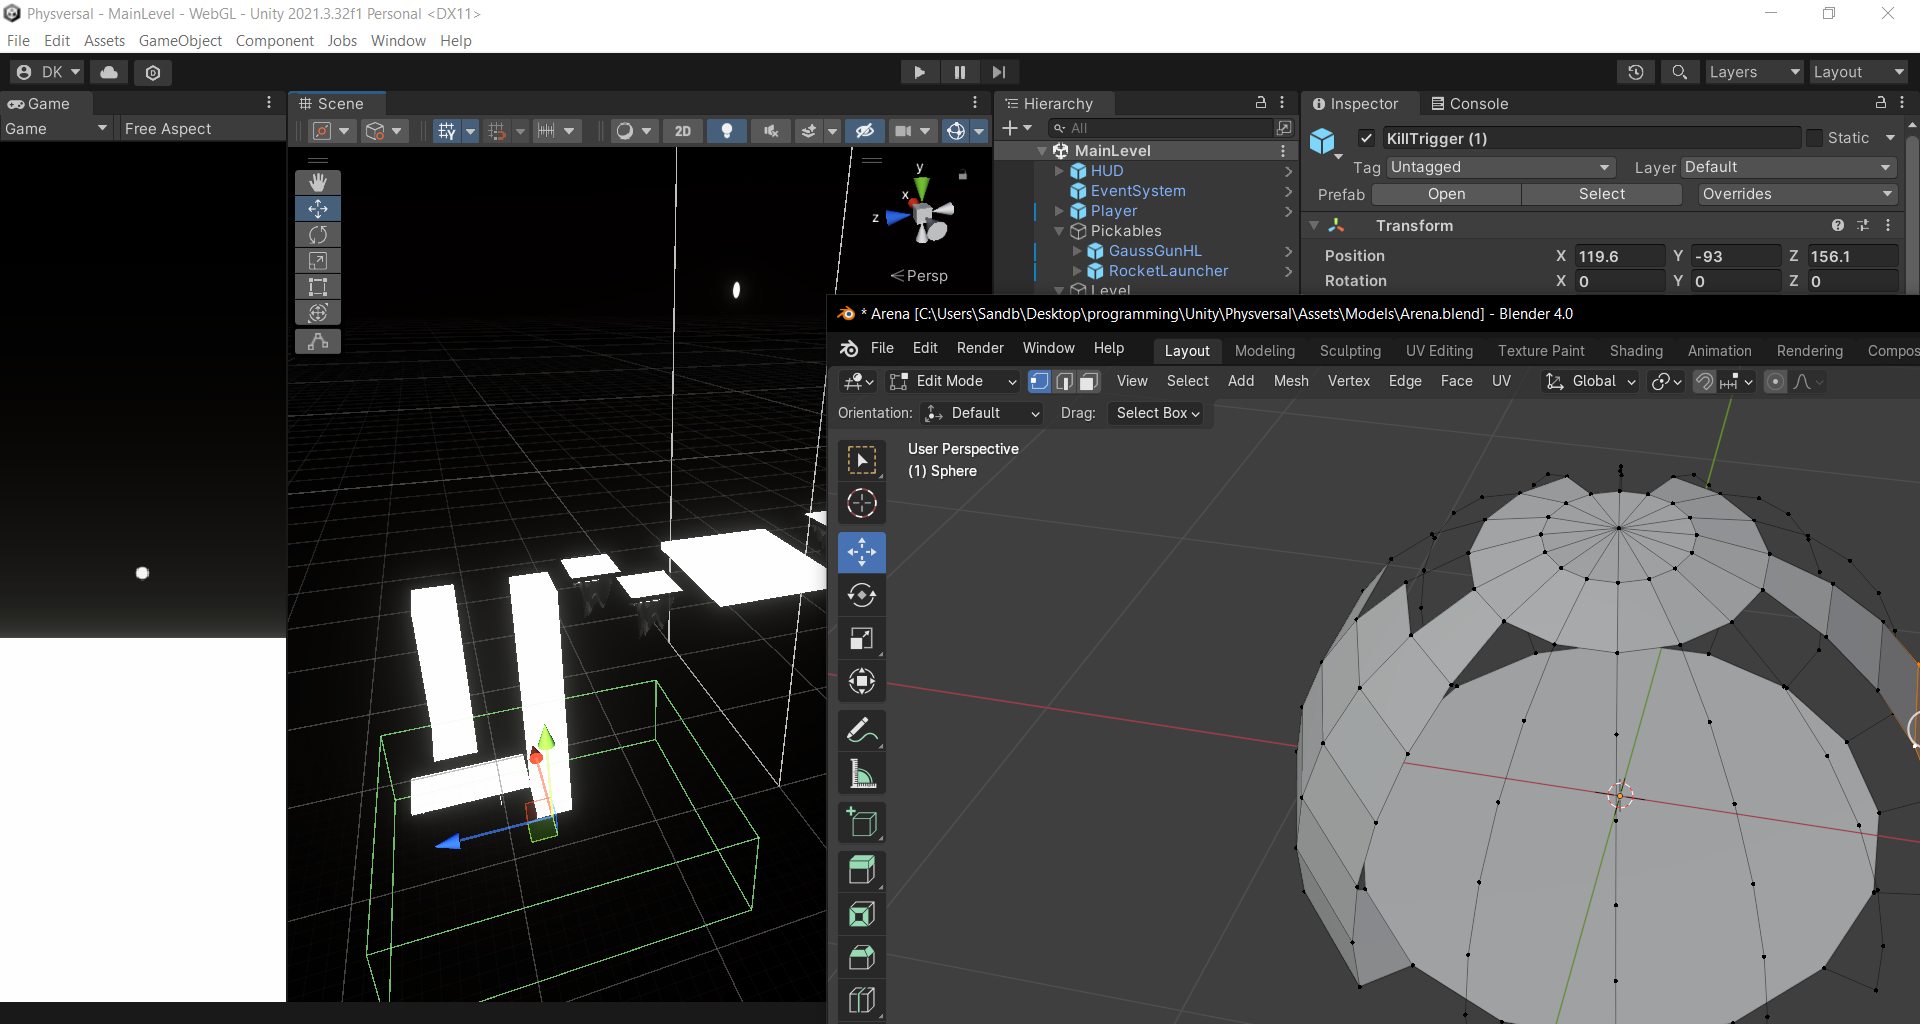 Physversal - MainLevel - WebGL - Unity 2021.3.32f1 Personal <DX11>
File Edit Assets GameObject Component Jobs Window Help
DK Layers Layout
Game Scene Hierarchy Inspector Console
Game Free Aspect
2D All
KillTrigger (1) Static
MainLevel
Tag Untagged Layer Default
HUD
EventSystem
Prefab Open Select Overrides
Player
Transform
Pickables
GaussGunHL
Position X 119.6 Y -93 Z 156.1
RocketLauncher
Rotation X 0 Y 0 Z 0
Level
y
x
z
Persp
* Arena [C:\Users\Sandb\Desktop\programming\Unity\Physversal\Assets\Models\Arena.blend] - Blender 4.0
File Edit Render Window Help Layout Modeling Sculpting UV Editing Texture Paint Shading Animation Rendering Compos
Edit Mode View Select Add Mesh Vertex Edge Face UV Global
Orientation: Default Drag: Select Box
User Perspective
(1) Sphere